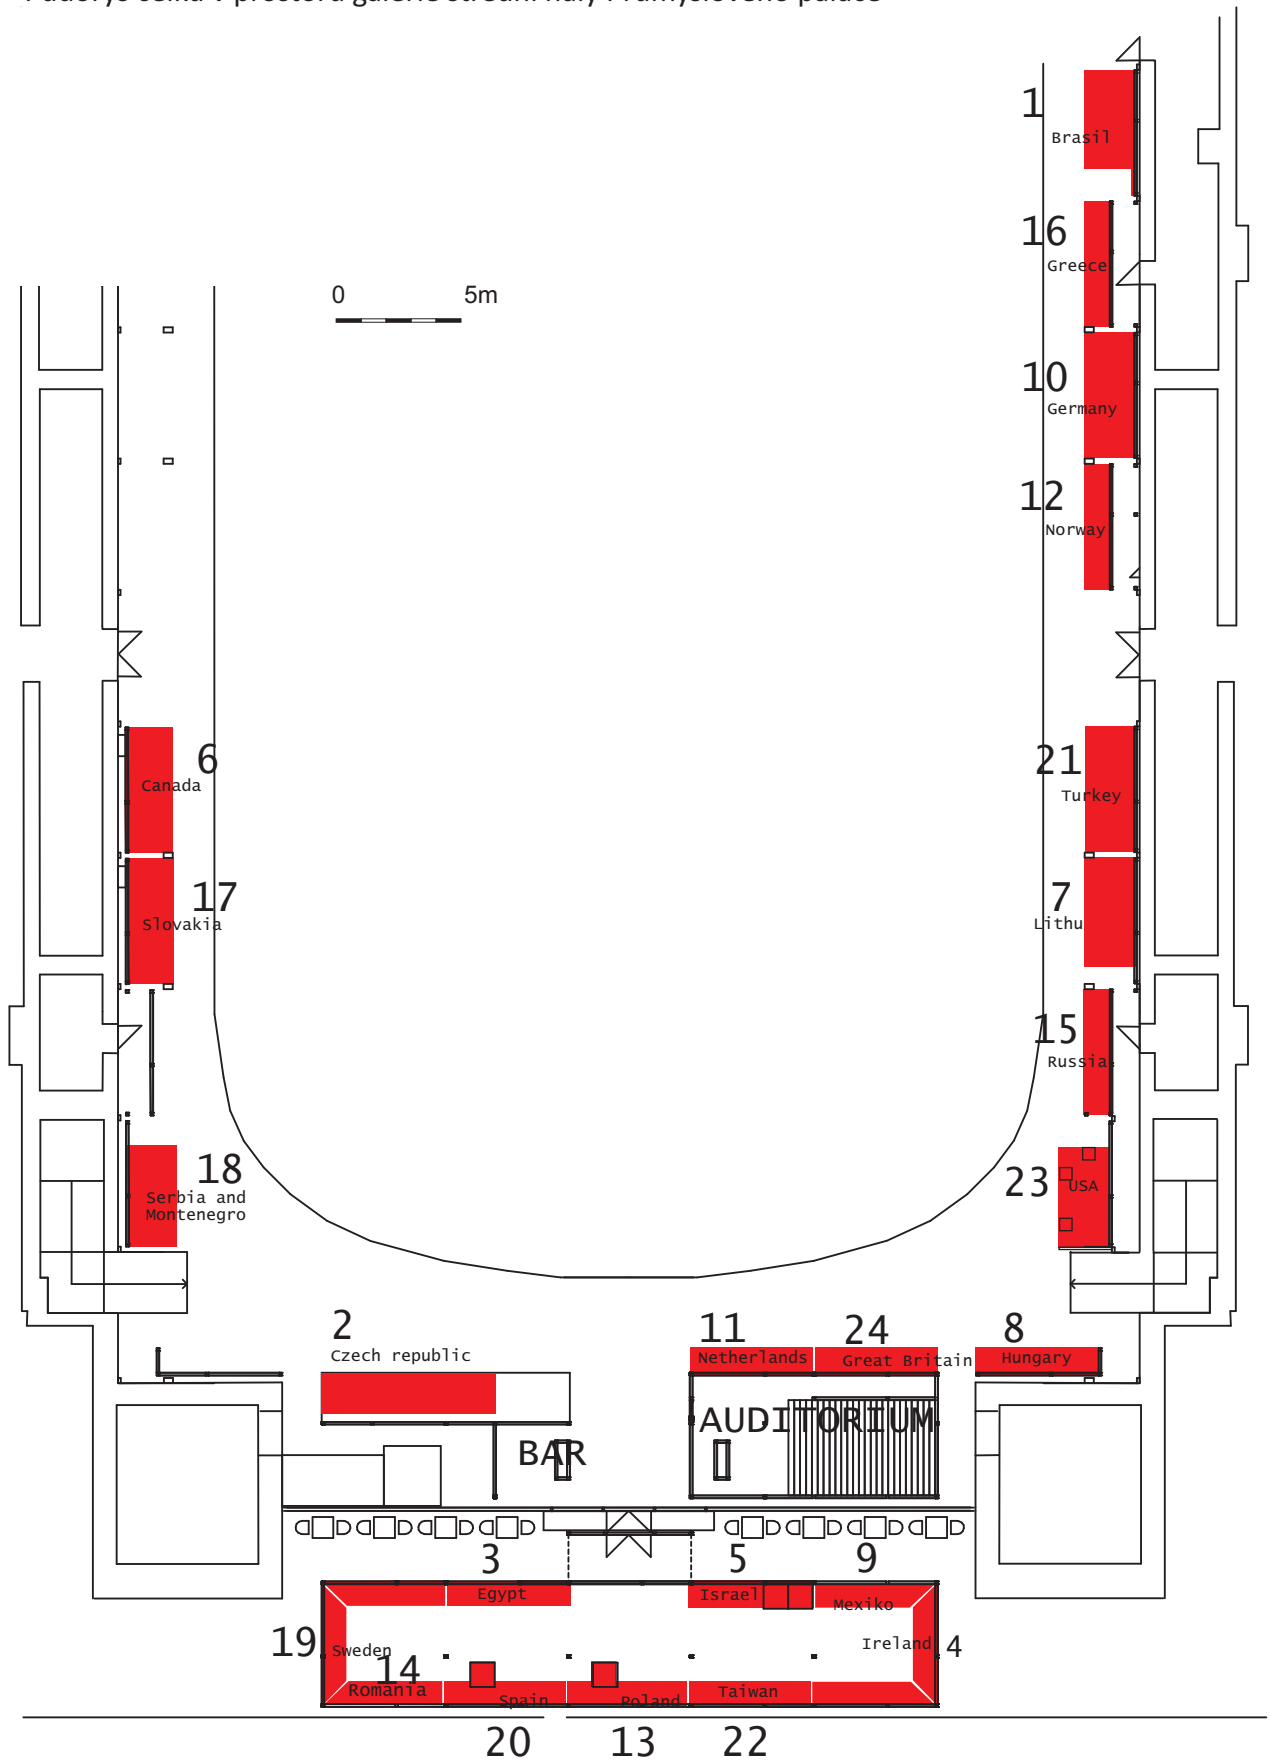 1
Brasil
16
Greece
0 5m
10
Germany
12
Norway
6
Canada
21
Turkey
17
Slovakia
7
Lithu
15
Russia
18
Serbia and
Montenegro
23
USA
2
Czech republic
11
Netherlands
24
Great Britain
8
Hungary
AUDITORIUM
BAR
3
Egypt
5
Israel
9
Mexiko
19
Sweden
Ireland
4
14
Romania
Spain
Poland
Taiwan
20
13
22